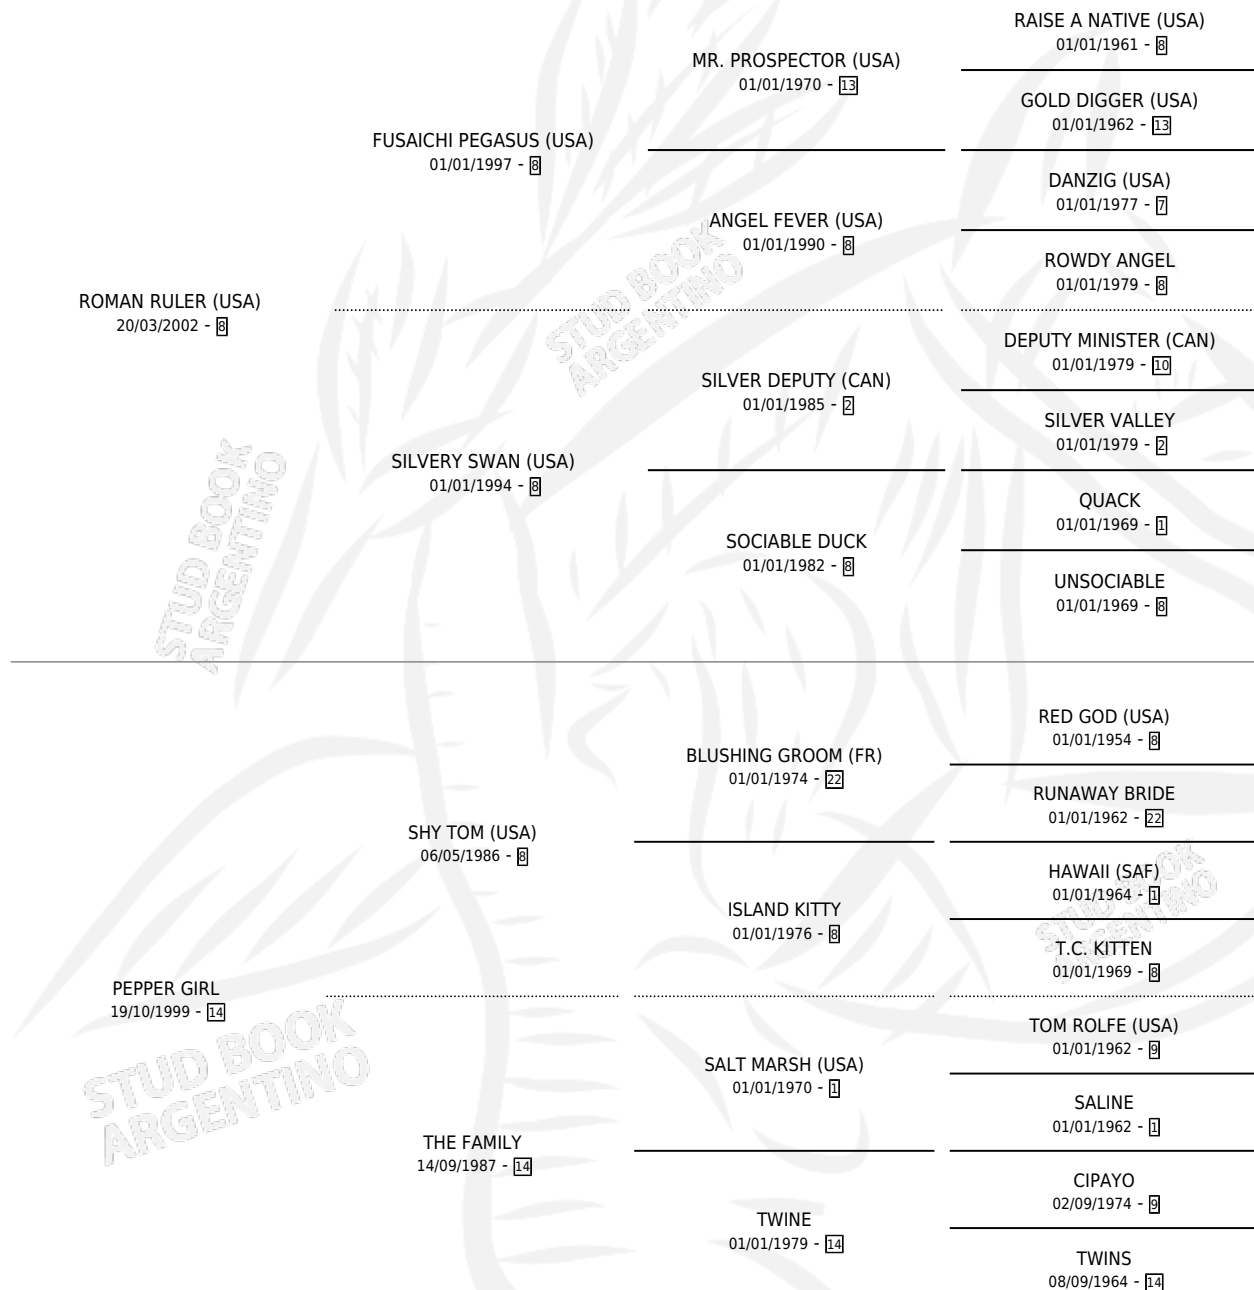 RAISE A NATIVE (USA)
01/01/1961 - 8
MR. PROSPECTOR (USA)
01/01/1970 - 13
GOLD DIGGER (USA)
01/01/1962 - 13
FUSAICHI PEGASUS (USA)
01/01/1997 - 8
DANZIG (USA)
01/01/1977 - 7
ANGEL FEVER (USA)
01/01/1990 - 8
ROWDY ANGEL
01/01/1979 - 8
ROMAN RULER (USA)
20/03/2002 - 8
DEPUTY MINISTER (CAN)
01/01/1979 - 10
SILVER DEPUTY (CAN)
01/01/1985 - 2
SILVER VALLEY
01/01/1979 - 2
SILVERY SWAN (USA)
01/01/1994 - 8
QUACK
01/01/1969 - 1
SOCIABLE DUCK
01/01/1982 - 8
UNSOCIABLE
01/01/1969 - 8
STUD BOOK
ARGENTINO
STUD BOOK
ARGENTINO
RED GOD (USA)
01/01/1954 - 8
BLUSHING GROOM (FR)
01/01/1974 - 22
RUNAWAY BRIDE
01/01/1962 - 22
SHY TOM (USA)
06/05/1986 - 8
HAWAII (SAF)
01/01/1964 - 1
ISLAND KITTY
01/01/1976 - 8
T.C. KITTEN
01/01/1969 - 8
PEPPER GIRL
19/10/1999 - 14
TOM ROLFE (USA)
01/01/1962 - 9
SALT MARSH (USA)
01/01/1970 - 1
SALINE
01/01/1962 - 1
THE FAMILY
14/09/1987 - 14
CIPAYO
02/09/1974 - 9
TWINE
01/01/1979 - 14
TWINS
08/09/1964 - 14
STUD BOOK
ARGENTINO
STUD BOOK
ARGENTINO